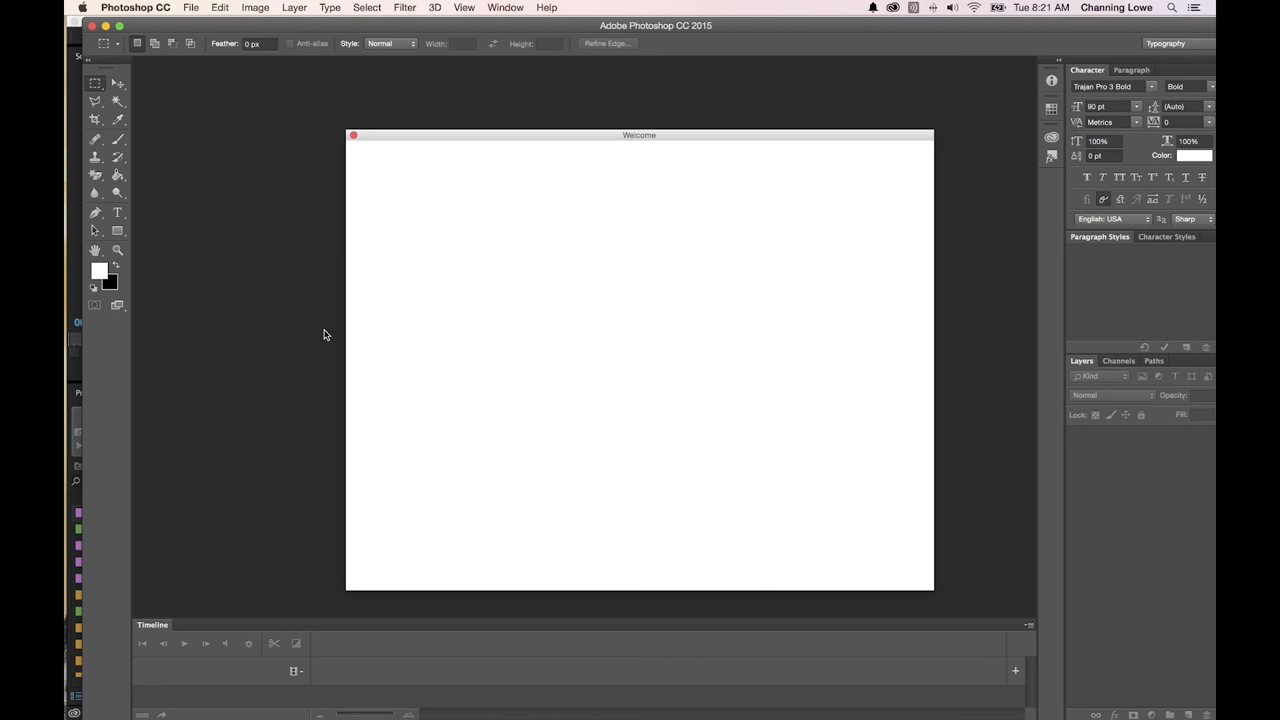 Photoshop CC File Edit Image Layer Type Select Filter 3D View Window Help Tue 8:21 AM Channing Lowe
Adobe Photoshop CC 2015
Feather: 0 px Anti-alias Style: Normal Width: Height: Refine Edge... Typography
Character Paragraph
Trajan Pro 3 Bold Bold
90 pt (Auto)
Metrics 0
100% 100%
0 pt Color:
English: USA Sharp
Paragraph Styles Character Styles
Welcome
Layers Channels Paths
Kind
Normal Opacity:
Lock: Fill:
Timeline